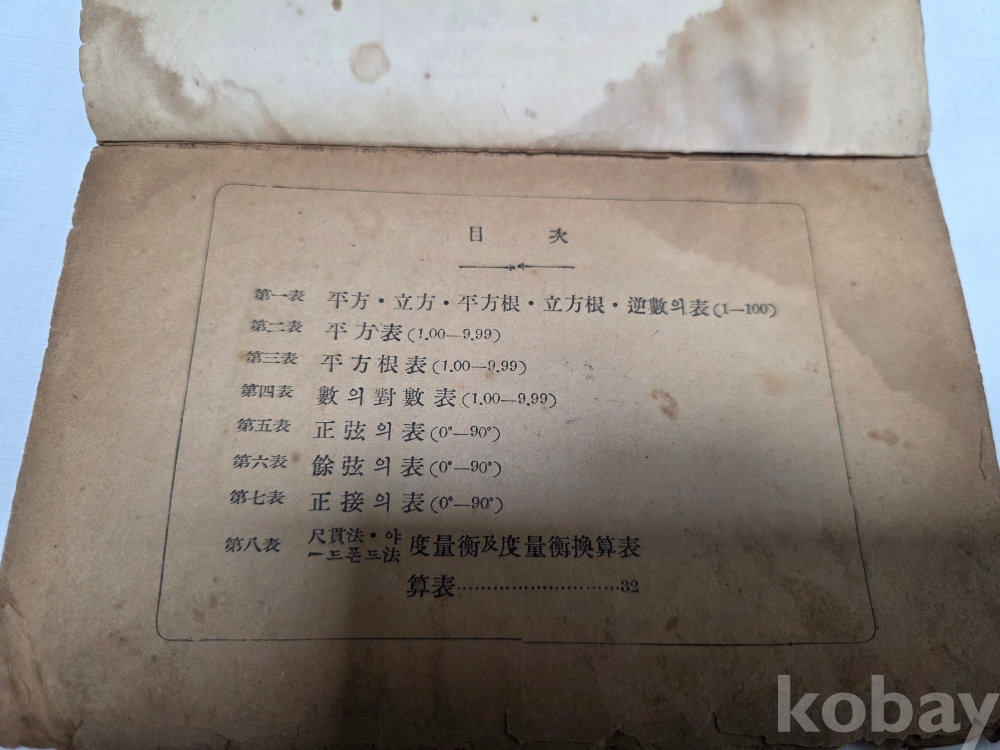 目 次
第一表 平方・立方・平方根・立方根・逆數의表(1—100)
第二表 平方表(1.00—9.99)
第三表 平方根表(1.00—9.99)
第四表 數의對數表(1.00—9.99)
第五表 正弦의表(0°—90°)
第六表 餘弦의表(0°—90°)
第七表 正接의表(0°—90°)
第八表 尺貫法・야
ー드폰드法 度量衡及度量衡換算表
算表……………………32
kobay